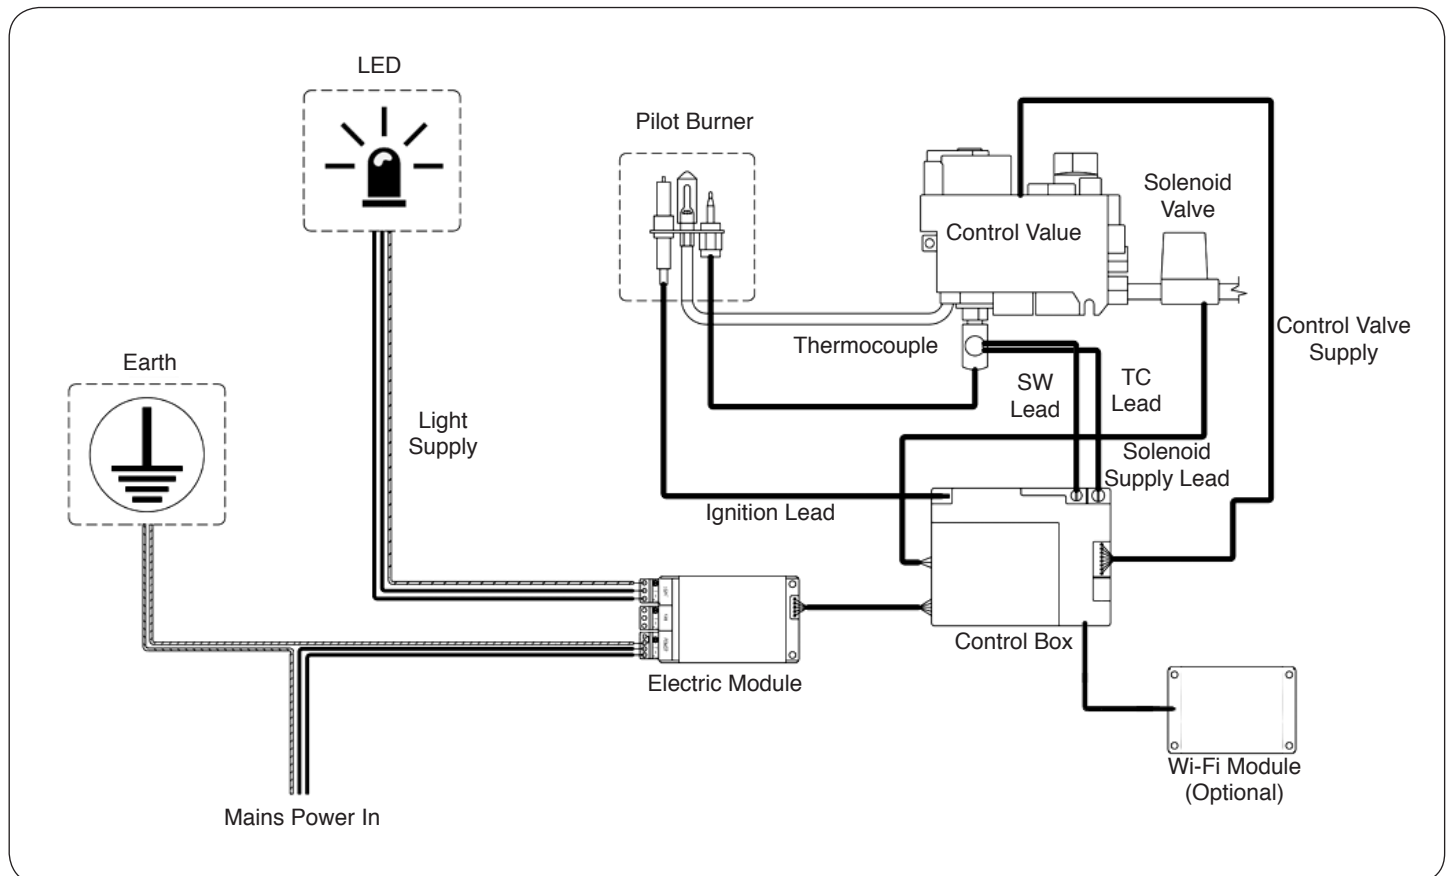 LED
Pilot Burner
Solenoid
Valve
Control Value
Control Valve
Supply
Thermocouple
Earth
SW
Lead
TC
Lead
Light
Supply
Solenoid
Supply Lead
Ignition Lead
Control Box
Electric Module
Wi-Fi Module
(Optional)
Mains Power In